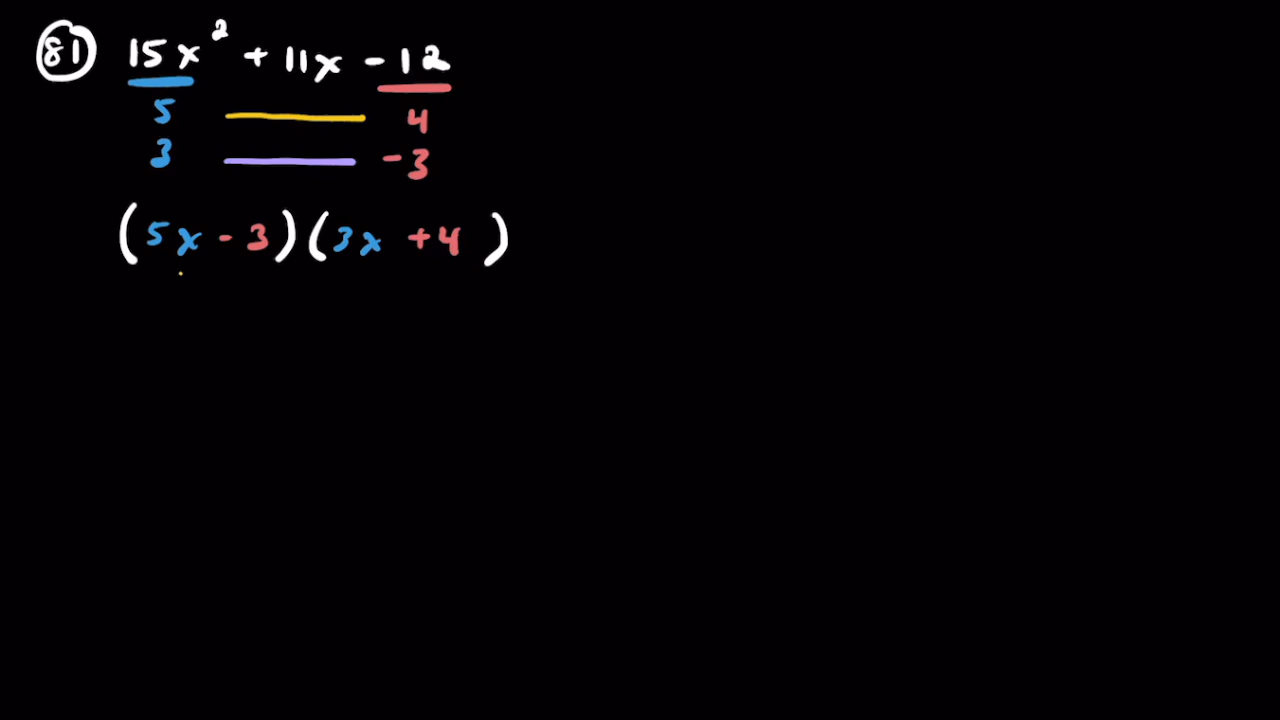 81 15x² + 11x - 12
5 4
3 -3
(5x - 3)(3x + 4)